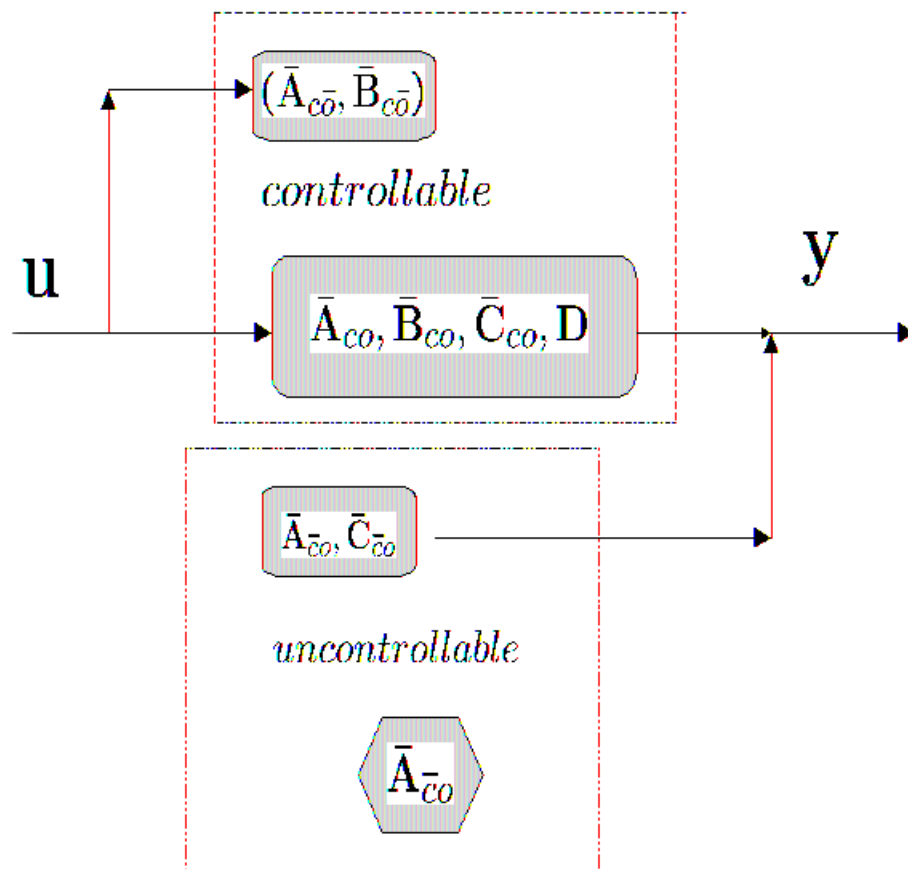 (Ā_{cō}, B̄_{cō})
controllable
u
y
Ā_{co}, B̄_{co}, C̄_{co}, D
Ā_{c̄o}, C̄_{c̄o}
uncontrollable
Ā_{c̄o}